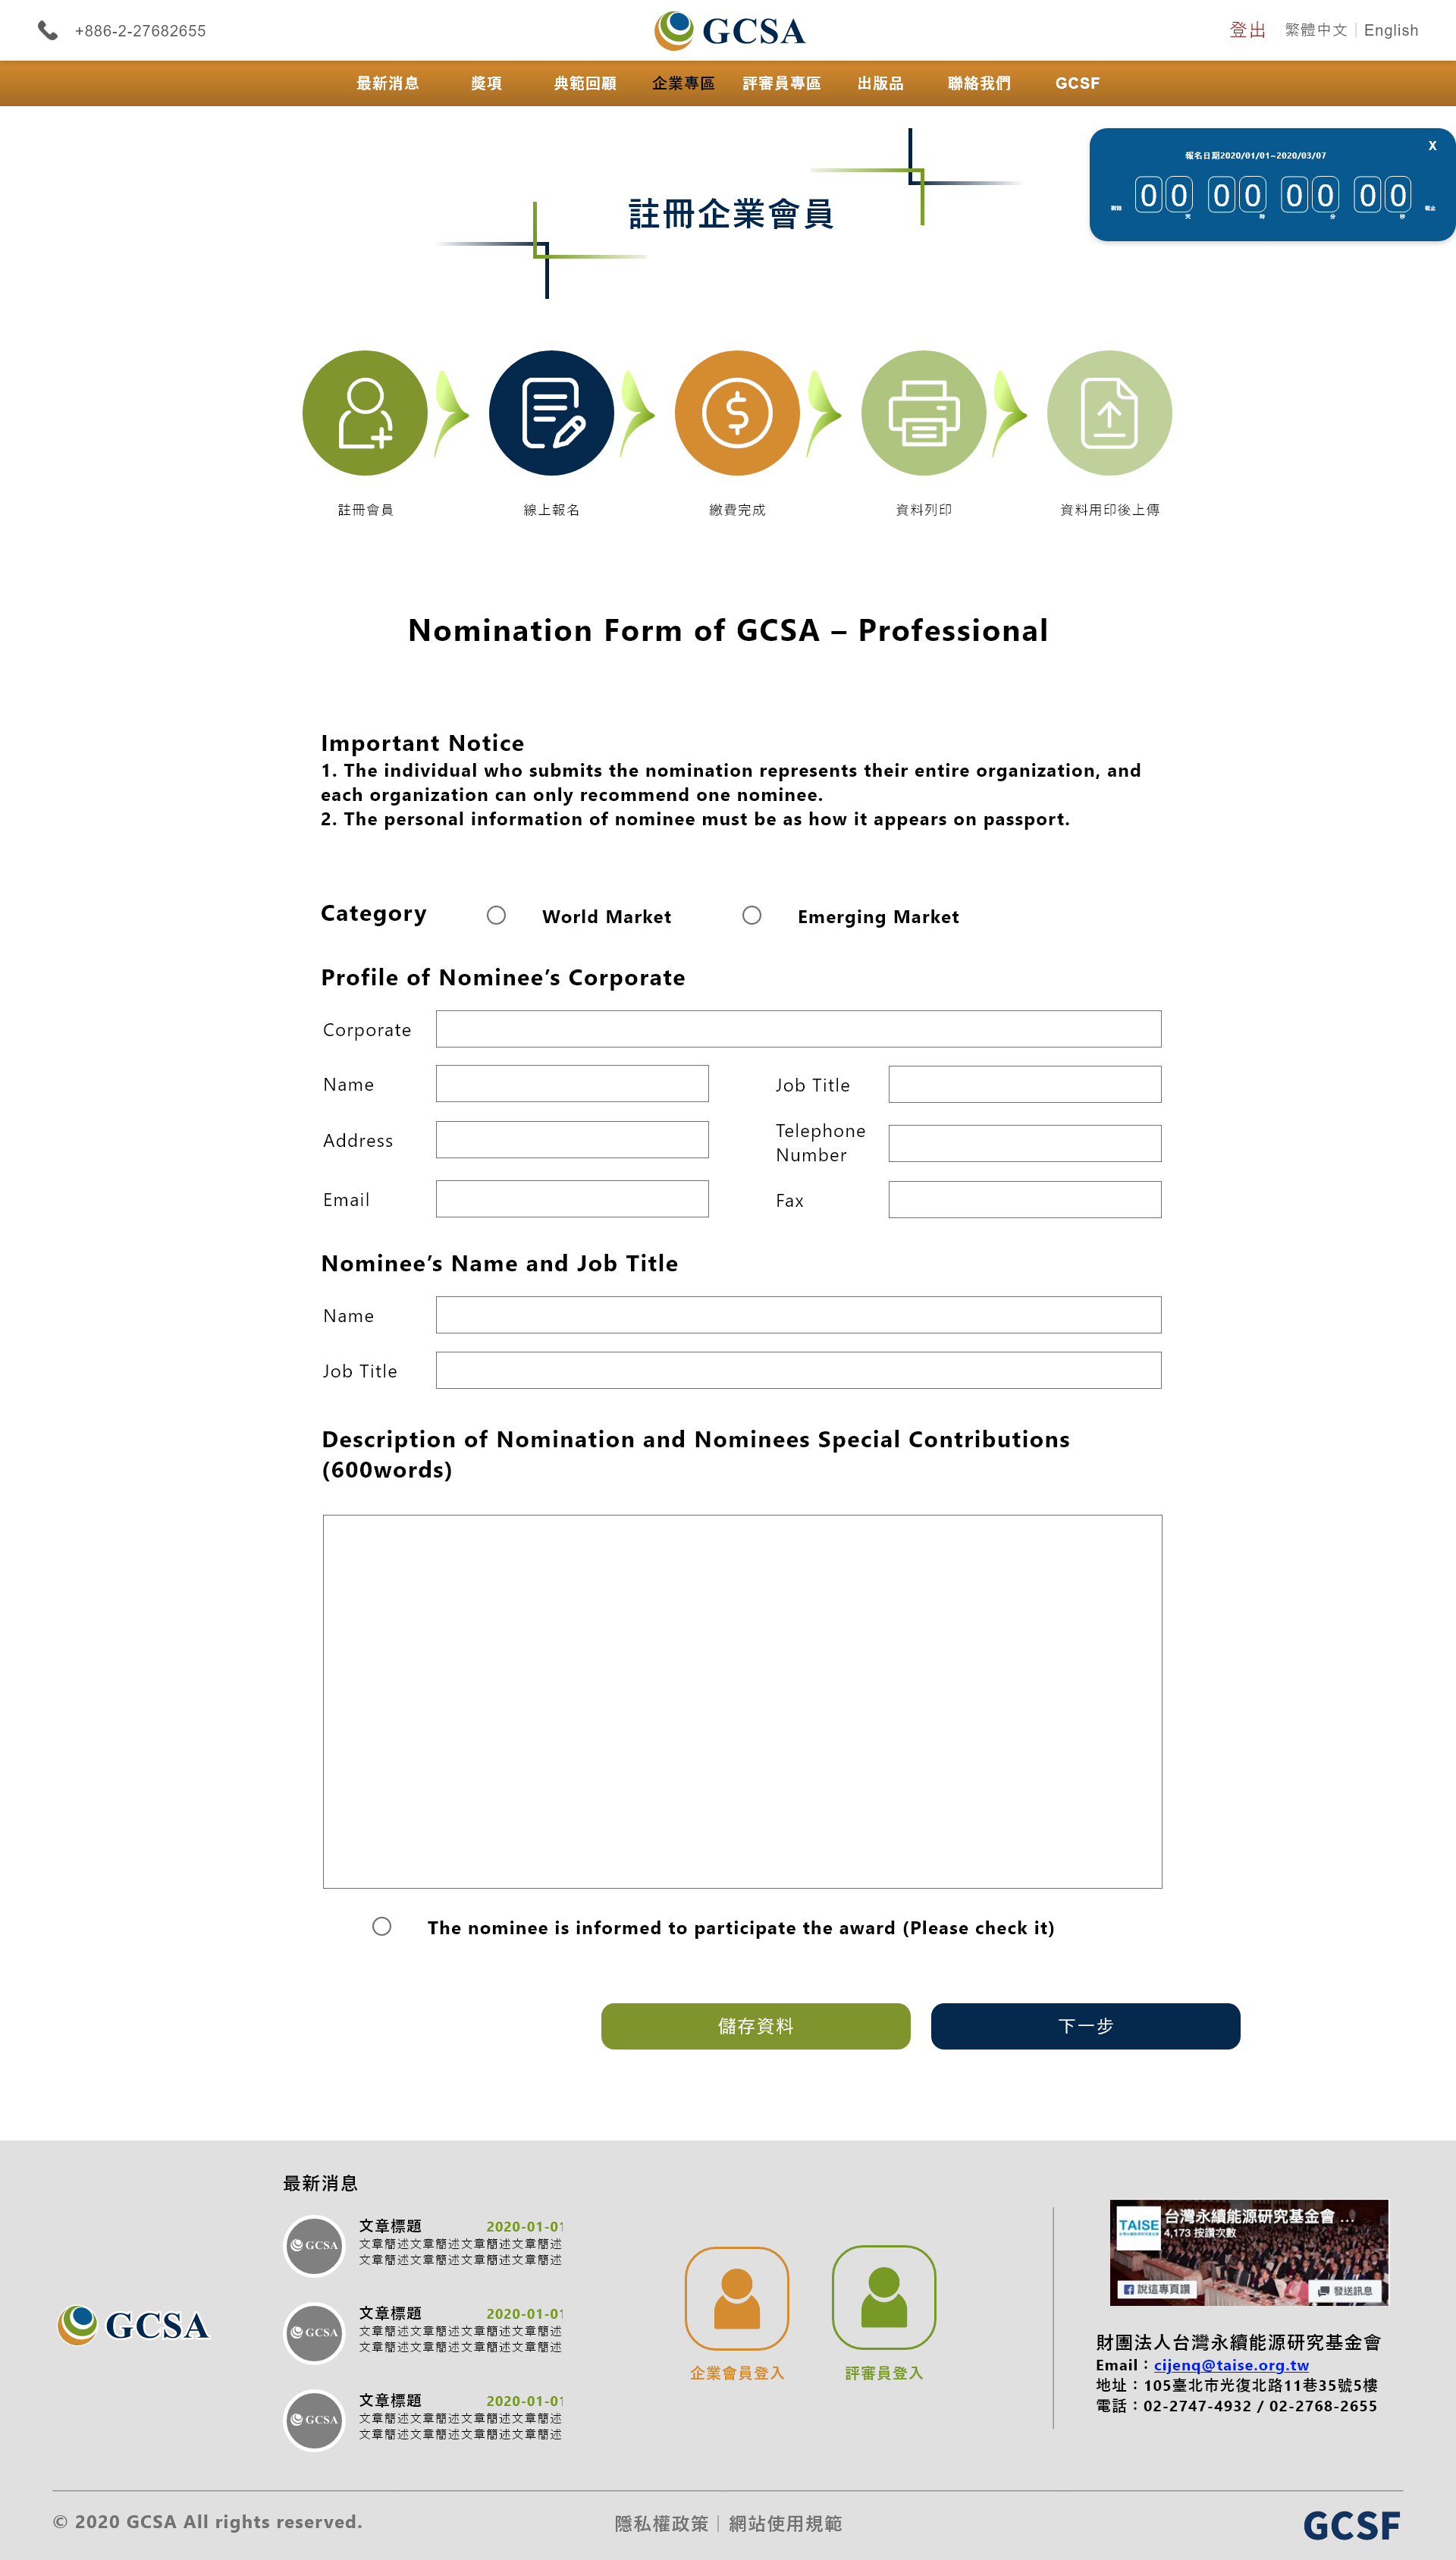 +886-2-27682655
GCSA
登出 繁體中文｜English
最新消息 獎項 典範回顧 企業專區 評審員專區 出版品 聯絡我們 GCSF
X
報名日期2020/01/01~2020/03/07
00 00 00 00
開始 天 時 分 秒 截止
註冊企業會員
註冊會員 線上報名 繳費完成 資料列印 資料用印後上傳
Nomination Form of GCSA – Professional
Important Notice
1. The individual who submits the nomination represents their entire organization, and
each organization can only recommend one nominee.
2. The personal information of nominee must be as how it appears on passport.
Category World Market Emerging Market
Profile of Nominee’s Corporate
Corporate
Name Job Title
Address Telephone
Number
Email Fax
Nominee’s Name and Job Title
Name
Job Title
Description of Nomination and Nominees Special Contributions
(600words)
The nominee is informed to participate the award (Please check it)
儲存資料 下一步
最新消息
GCSA
文章標題 2020-01-01
文章簡述文章簡述文章簡述文章簡述
文章簡述文章簡述文章簡述文章簡述
GCSA
文章標題 2020-01-01
文章簡述文章簡述文章簡述文章簡述
文章簡述文章簡述文章簡述文章簡述
GCSA
文章標題 2020-01-01
文章簡述文章簡述文章簡述文章簡述
文章簡述文章簡述文章簡述文章簡述
GCSA
企業會員登入 評審員登入
TAISE
台灣永續能源研究基金會 ...
4,173 按讚次數
說這專頁讚 發送訊息
財團法人台灣永續能源研究基金會
Email：cijenq@taise.org.tw
地址：105臺北市光復北路11巷35號5樓
電話：02-2747-4932 / 02-2768-2655
© 2020 GCSA All rights reserved.
隱私權政策｜網站使用規範
GCSF